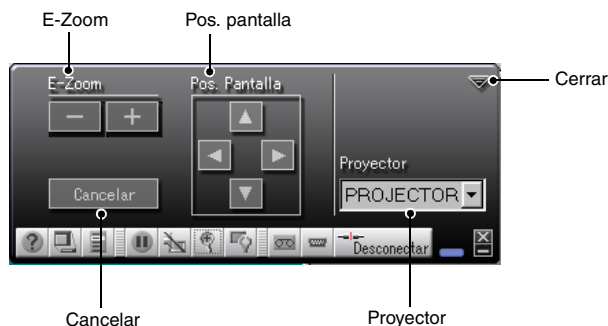 E-Zoom
Pos. pantalla
Cerrar
E-Zoom
Pos. Pantalla
− +
Proyector
Cancelar
PROJECTOR
?
Desconectar
Cancelar
Proyector